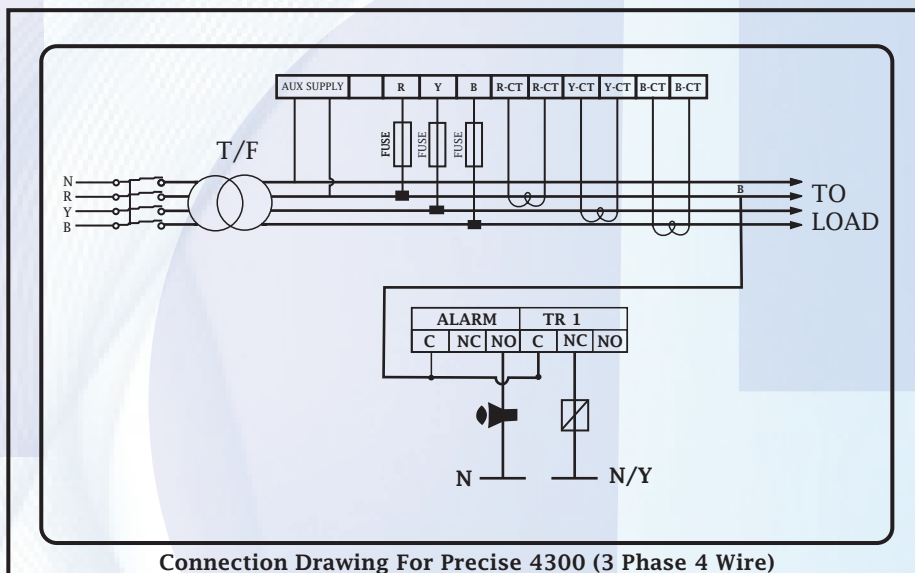 AUX SUPPLY R Y B R-CT R-CT Y-CT Y-CT B-CT B-CT
FUSE FUSE FUSE
T/F
N
R
Y
B
B
TO
LOAD
ALARM TR 1
C NC NO C NC NO
N N/Y
Connection Drawing For Precise 4300 (3 Phase 4 Wire)